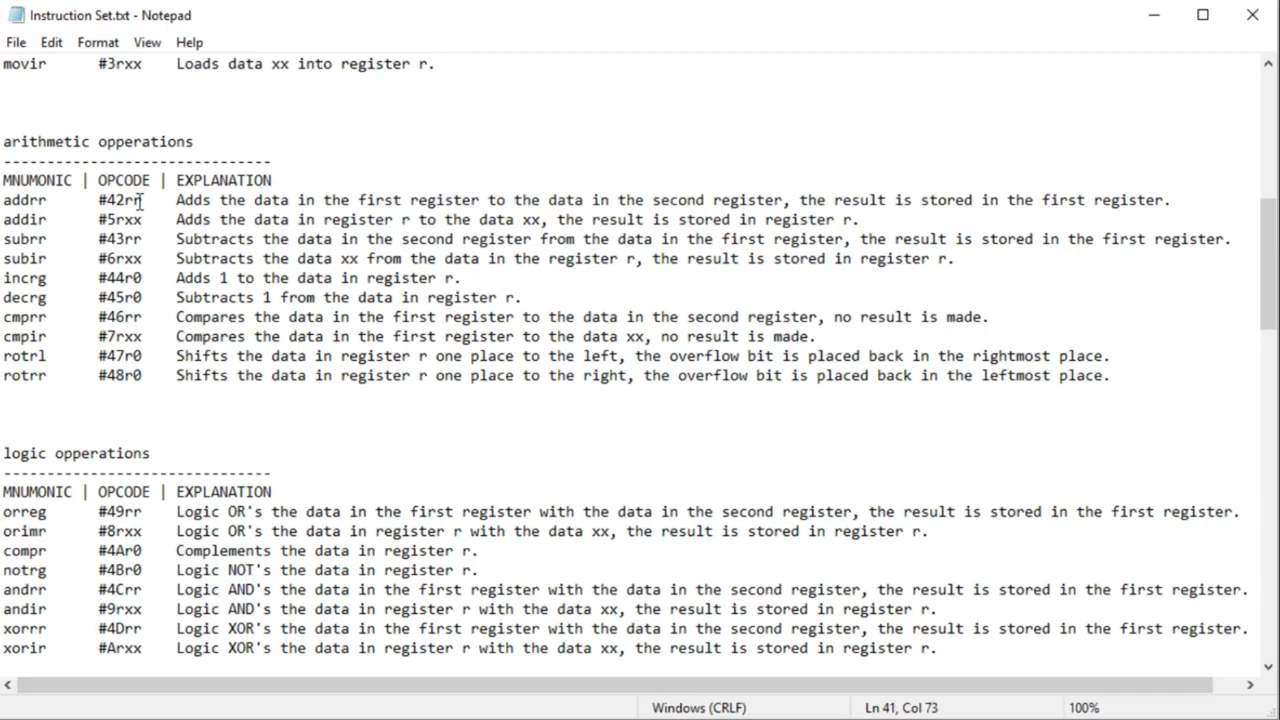 Instruction Set.txt - Notepad
File Edit Format View Help
movir #3rxx Loads data xx into register r.
arithmetic opperations
-------------------------------
MNUMONIC | OPCODE | EXPLANATION
addrr #42rr Adds the data in the first register to the data in the second register, the result is stored in the first register.
addir #5rxx Adds the data in register r to the data xx, the result is stored in register r.
subrr #43rr Subtracts the data in the second register from the data in the first register, the result is stored in the first register.
subir #6rxx Subtracts the data xx from the data in the register r, the result is stored in register r.
incrg #44r0 Adds 1 to the data in register r.
decrg #45r0 Subtracts 1 from the data in register r.
cmprr #46rr Compares the data in the first register to the data in the second register, no result is made.
cmpir #7rxx Compares the data in the first register to the data xx, no result is made.
rotrl #47r0 Shifts the data in register r one place to the left, the overflow bit is placed back in the rightmost place.
rotrr #48r0 Shifts the data in register r one place to the right, the overflow bit is placed back in the leftmost place.
logic opperations
-------------------------------
MNUMONIC | OPCODE | EXPLANATION
orreg #49rr Logic OR's the data in the first register with the data in the second register, the result is stored in the first register.
orimr #8rxx Logic OR's the data in register r with the data xx, the result is stored in register r.
compr #4Ar0 Complements the data in register r.
notrg #4Br0 Logic NOT's the data in register r.
andrr #4Crr Logic AND's the data in the first register with the data in the second register, the result is stored in the first register.
andir #9rxx Logic AND's the data in register r with the data xx, the result is stored in register r.
xorrr #4Drr Logic XOR's the data in the first register with the data in the second register, the result is stored in the first register.
xorir #Arxx Logic XOR's the data in register r with the data xx, the result is stored in register r.
Windows (CRLF) Ln 41, Col 73 100%